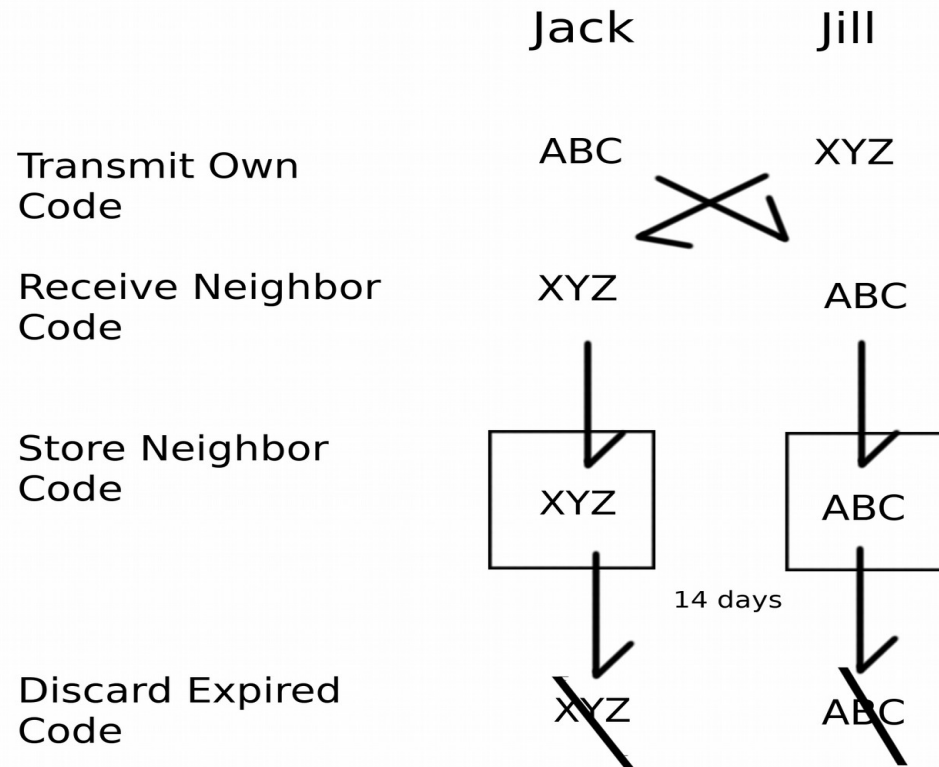 Jack Jill
ABC XYZ
Transmit Own
Code
Receive Neighbor
Code
XYZ ABC
Store Neighbor
Code
XYZ ABC
14 days
Discard Expired
Code
XYZ ABC